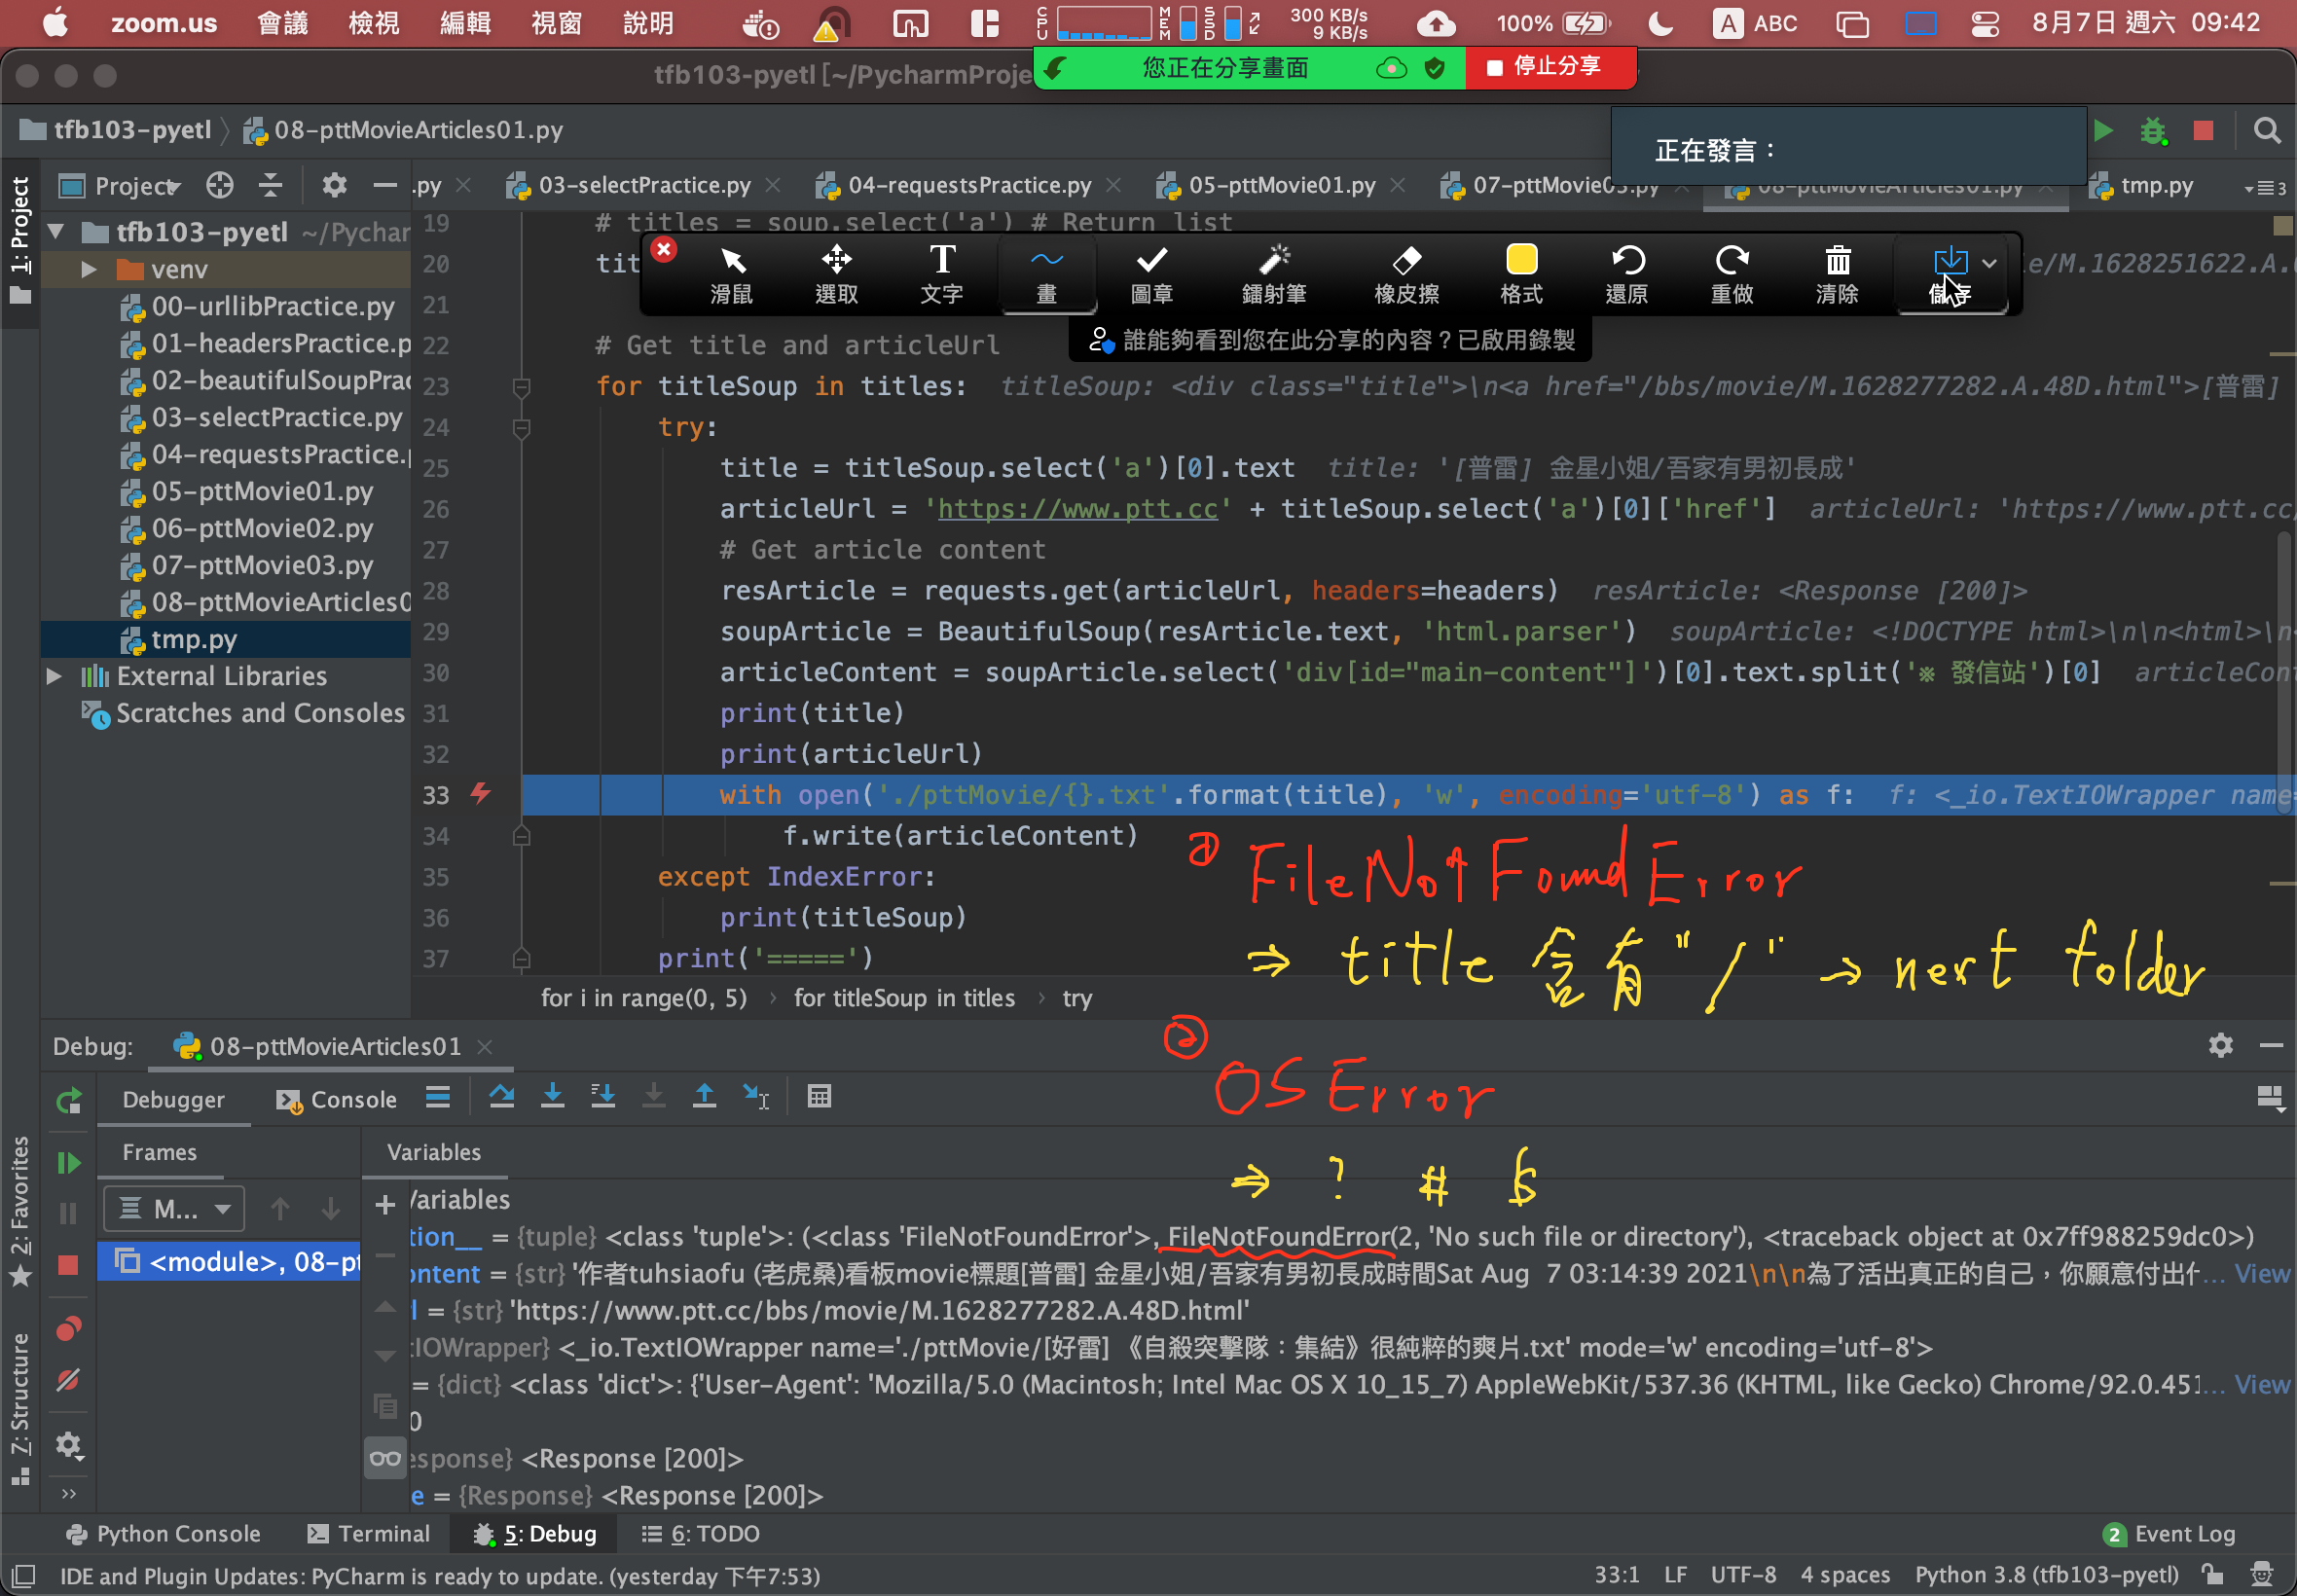 zoom.us 會議 檔視 編輯 視窗 說明 CPU MEM SSD 300 KB/s 9 KB/s 100% A ABC 8月7日 週六 09:42
tfb103-pyetl [~/PycharmProje
您正在分享畫面 停止分享
tfb103-pyetl 08-pttMovieArticles01.py
正在發言：
1: Project
Project
.py 03-selectPractice.py 04-requestsPractice.py 05-pttMovie01.py 07-pttMovie03.py 08-pttMovieArticles01.py tmp.py 3
tfb103-pyetl ~/Pychar
venv
00-urllibPractice.py
01-headersPractice.p
02-beautifulSoupPrac
03-selectPractice.py
04-requestsPractice.p
05-pttMovie01.py
06-pttMovie02.py
07-pttMovie03.py
08-pttMovieArticles0
tmp.py
External Libraries
Scratches and Consoles
滑鼠 選取 文字 畫 圖章 鐳射筆 橡皮擦 格式 還原 重做 清除 儲存
誰能夠看到您在此分享的內容？已啟用錄製
19 # titles = soup.select('a') # Return list
20 tit e/M.1628251622.A.
21
22 # Get title and articleUrl
23 for titleSoup in titles: titleSoup: <div class="title">\n<a href="/bbs/movie/M.1628277282.A.48D.html">[普雷]
24 try:
25 title = titleSoup.select('a')[0].text title: '[普雷] 金星小姐/吾家有男初長成'
26 articleUrl = 'https://www.ptt.cc' + titleSoup.select('a')[0]['href'] articleUrl: 'https://www.ptt.cc/
27 # Get article content
28 resArticle = requests.get(articleUrl, headers=headers) resArticle: <Response [200]>
29 soupArticle = BeautifulSoup(resArticle.text, 'html.parser') soupArticle: <!DOCTYPE html>\n\n<html>\n
30 articleContent = soupArticle.select('div[id="main-content"]')[0].text.split('※ 發信站')[0] articleCon
31 print(title)
32 print(articleUrl)
33 with open('./pttMovie/{}.txt'.format(title), 'w', encoding='utf-8') as f: f: <_io.TextIOWrapper name=
34 f.write(articleContent)
35 except IndexError:
36 print(titleSoup)
37 print('=====')
① FileNotFoundError
⇒ title 含有 "/" → next folder
② OSError
⇒ ? # $
for i in range(0, 5) › for titleSoup in titles › try
Debug: 08-pttMovieArticles01
Debugger Console
Frames Variables
M...
<module>, 08-pt
Variables
tion__ = {tuple} <class 'tuple'>: (<class 'FileNotFoundError'>, FileNotFoundError(2, 'No such file or directory'), <traceback object at 0x7ff988259dc0>)
ontent = {str} '作者tuhsiaofu (老虎桑)看板movie標題[普雷] 金星小姐/吾家有男初長成時間Sat Aug 7 03:14:39 2021\n\n為了活出真正的自己，你願意付出什... View
l = {str} 'https://www.ptt.cc/bbs/movie/M.1628277282.A.48D.html'
tIOWrapper} <_io.TextIOWrapper name='./pttMovie/[好雷] 《自殺突擊隊：集結》很純粹的爽片.txt' mode='w' encoding='utf-8'>
= {dict} <class 'dict'>: {'User-Agent': 'Mozilla/5.0 (Macintosh; Intel Mac OS X 10_15_7) AppleWebKit/537.36 (KHTML, like Gecko) Chrome/92.0.451... View
0
esponse} <Response [200]>
e = {Response} <Response [200]>
2: Favorites
7: Structure
Python Console Terminal 5: Debug 6: TODO 2 Event Log
IDE and Plugin Updates: PyCharm is ready to update. (yesterday 下午7:53) 33:1 LF UTF-8 4 spaces Python 3.8 (tfb103-pyetl)